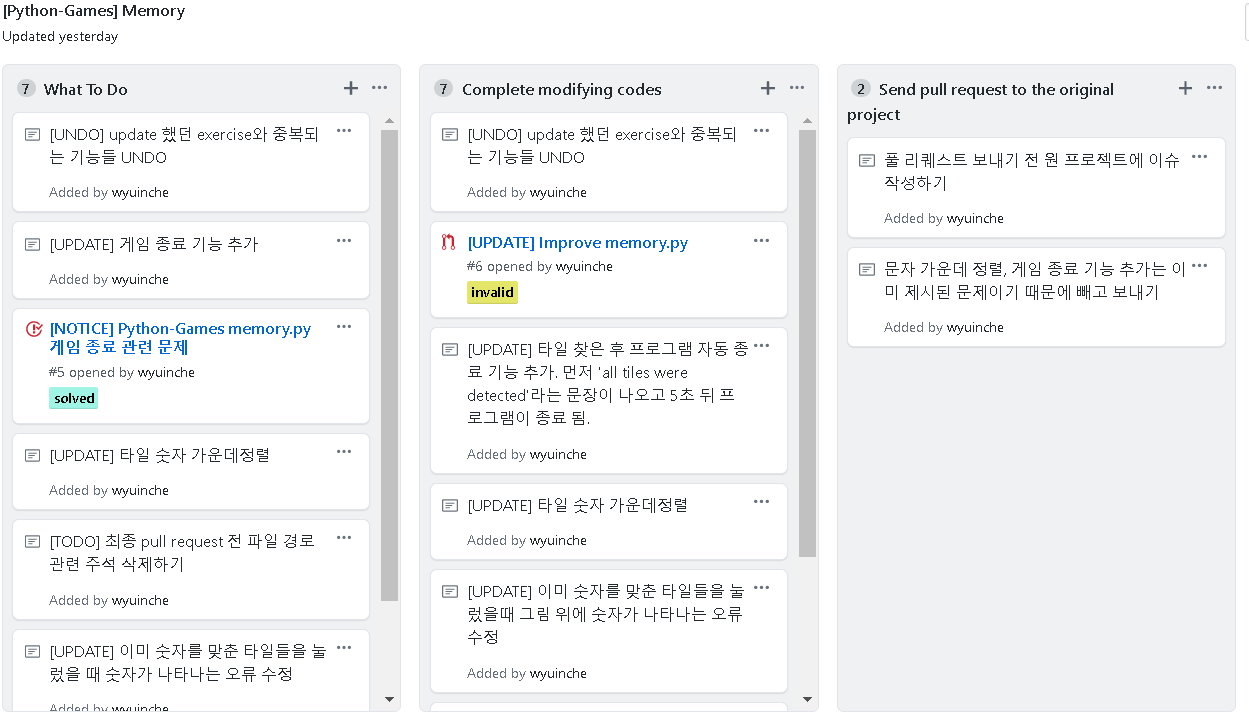 [Python-Games] Memory
Updated yesterday
7 What To Do
[UNDO] update 했던 exercise와 중복되
는 기능들 UNDO
Added by wyuinche
[UPDATE] 게임 종료 기능 추가
Added by wyuinche
[NOTICE] Python-Games memory.py
게임 종료 관련 문제
#5 opened by wyuinche
solved
[UPDATE] 타일 숫자 가운데정렬
Added by wyuinche
[TODO] 최종 pull request 전 파일 경로
관련 주석 삭제하기
Added by wyuinche
[UPDATE] 이미 숫자를 맞춘 타일들을 눌
렀을 때 숫자가 나타나는 오류 수정
Added by wyuinche
7 Complete modifying codes
[UNDO] update 했던 exercise와 중복되
는 기능들 UNDO
Added by wyuinche
[UPDATE] Improve memory.py
#6 opened by wyuinche
invalid
[UPDATE] 타일 찾은 후 프로그램 자동 종
료 기능 추가. 먼저 'all tiles were
detected'라는 문장이 나오고 5초 뒤 프
로그램이 종료 됨.
Added by wyuinche
[UPDATE] 타일 숫자 가운데정렬
Added by wyuinche
[UPDATE] 이미 숫자를 맞춘 타일들을 눌
렀을때 그림 위에 숫자가 나타나는 오류
수정
Added by wyuinche
2 Send pull request to the original
project
풀 리퀘스트 보내기 전 원 프로젝트에 이슈
작성하기
Added by wyuinche
문자 가운데 정렬, 게임 종료 기능 추가는 이
미 제시된 문제이기 때문에 빼고 보내기
Added by wyuinche